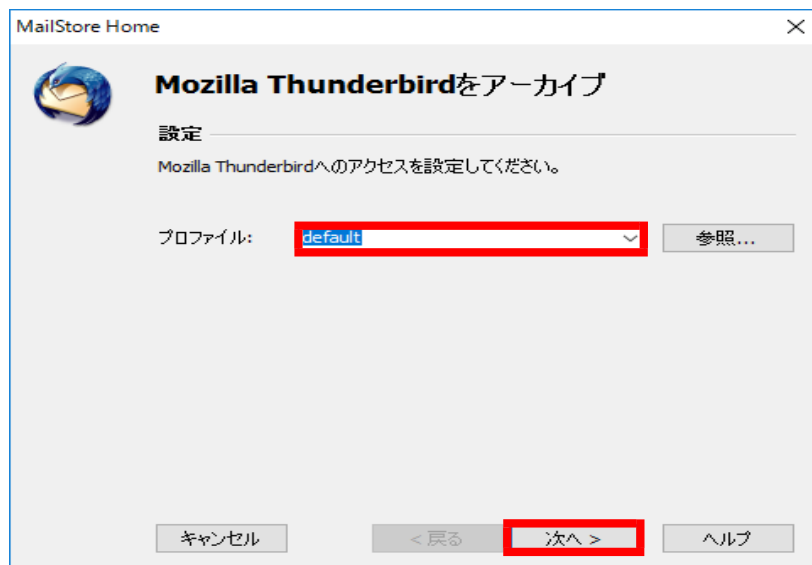 MailStore Home
Mozilla Thunderbirdをアーカイブ
設定
Mozilla Thunderbirdへのアクセスを設定してください。
プロファイル: default 参照...
キャンセル < 戻る 次へ > ヘルプ